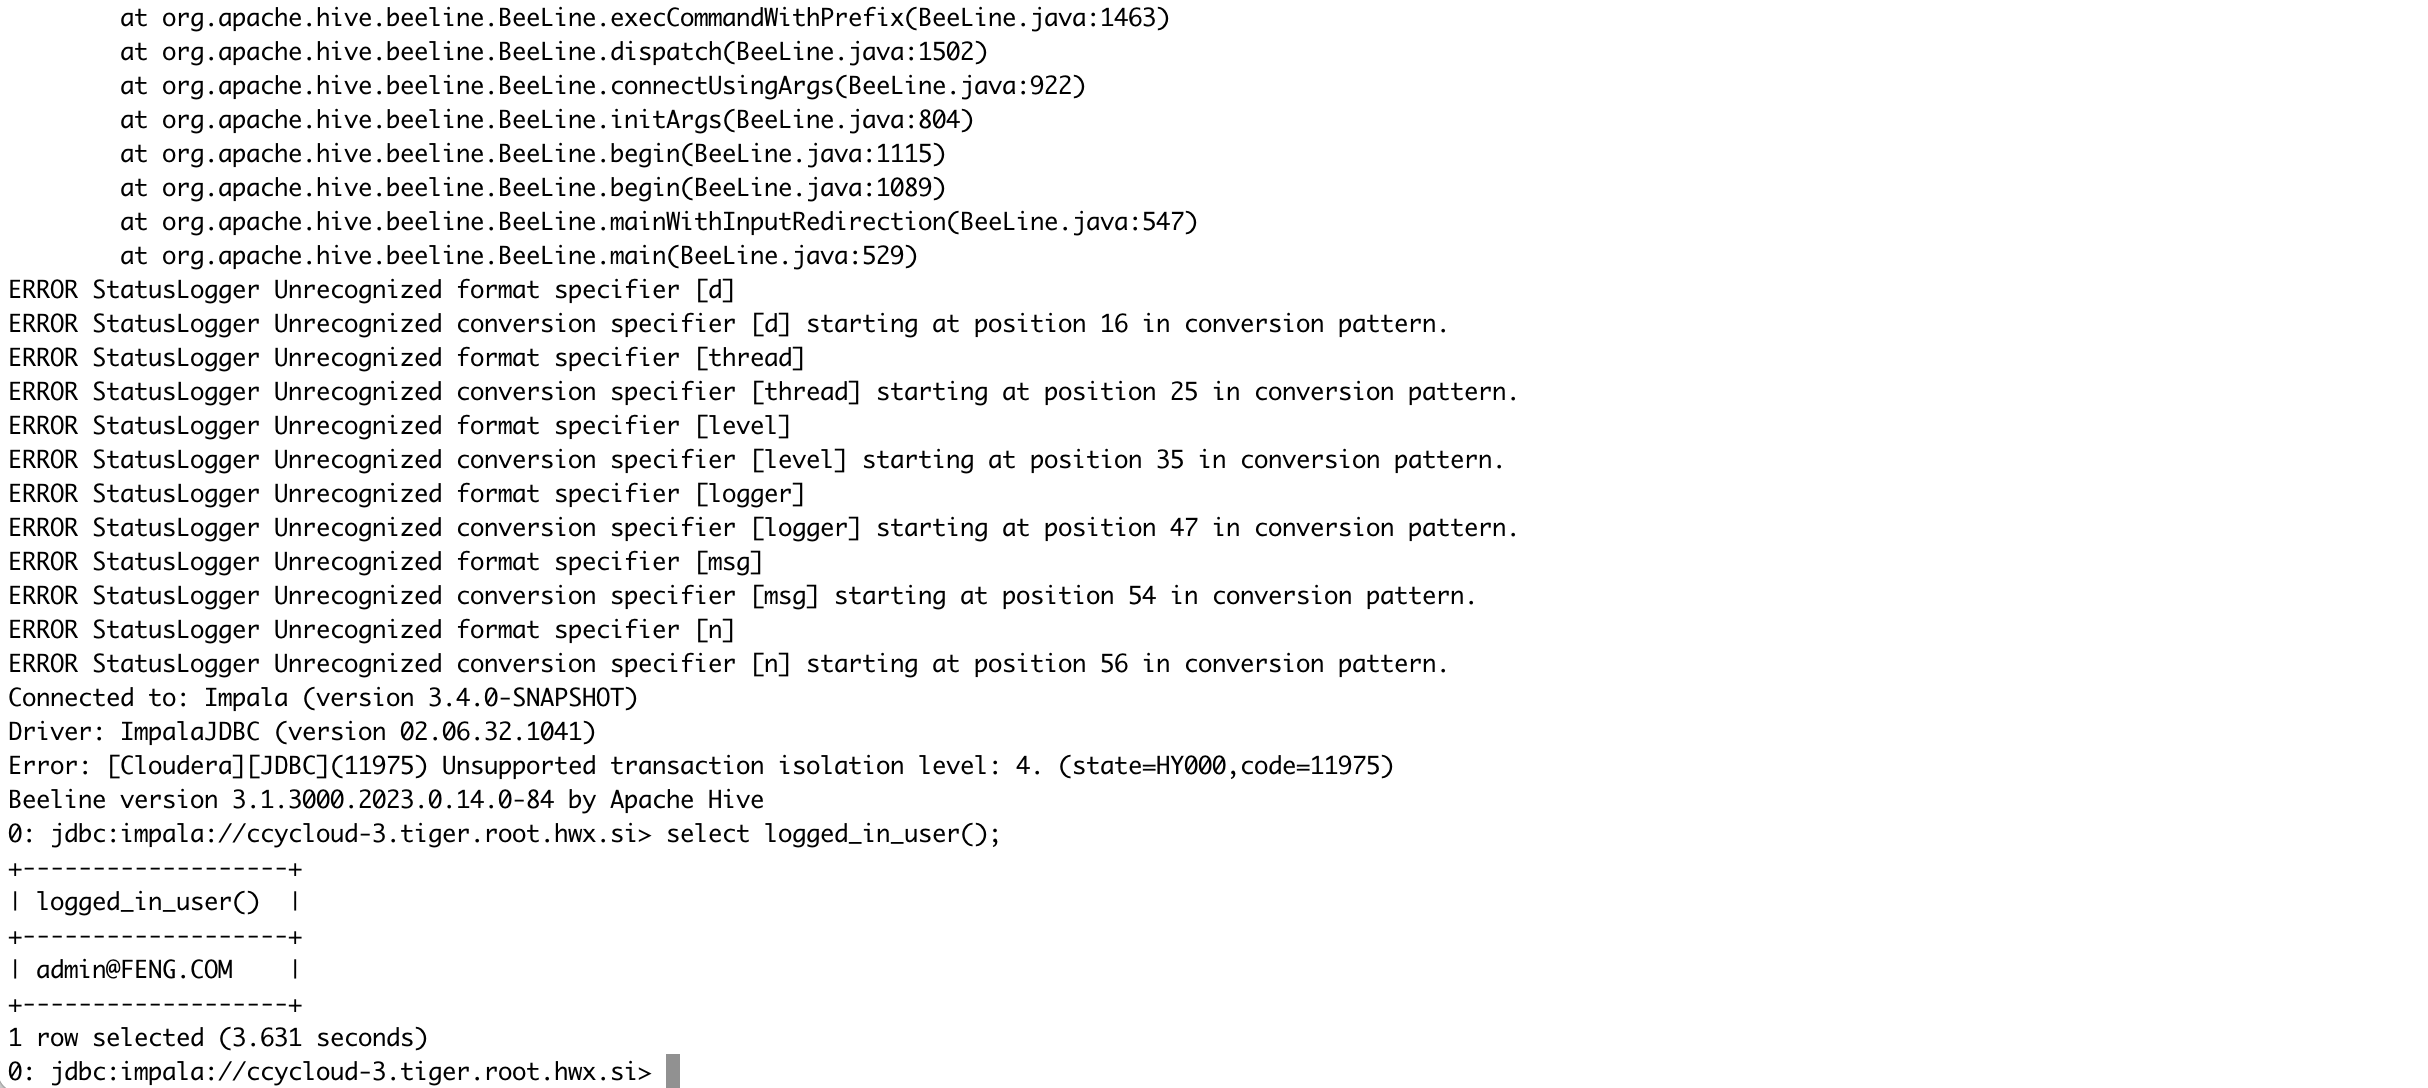 at org.apache.hive.beeline.BeeLine.execCommandWithPrefix(BeeLine.java:1463)
at org.apache.hive.beeline.BeeLine.dispatch(BeeLine.java:1502)
at org.apache.hive.beeline.BeeLine.connectUsingArgs(BeeLine.java:922)
at org.apache.hive.beeline.BeeLine.initArgs(BeeLine.java:804)
at org.apache.hive.beeline.BeeLine.begin(BeeLine.java:1115)
at org.apache.hive.beeline.BeeLine.begin(BeeLine.java:1089)
at org.apache.hive.beeline.BeeLine.mainWithInputRedirection(BeeLine.java:547)
at org.apache.hive.beeline.BeeLine.main(BeeLine.java:529)
ERROR StatusLogger Unrecognized format specifier [d]
ERROR StatusLogger Unrecognized conversion specifier [d] starting at position 16 in conversion pattern.
ERROR StatusLogger Unrecognized format specifier [thread]
ERROR StatusLogger Unrecognized conversion specifier [thread] starting at position 25 in conversion pattern.
ERROR StatusLogger Unrecognized format specifier [level]
ERROR StatusLogger Unrecognized conversion specifier [level] starting at position 35 in conversion pattern.
ERROR StatusLogger Unrecognized format specifier [logger]
ERROR StatusLogger Unrecognized conversion specifier [logger] starting at position 47 in conversion pattern.
ERROR StatusLogger Unrecognized format specifier [msg]
ERROR StatusLogger Unrecognized conversion specifier [msg] starting at position 54 in conversion pattern.
ERROR StatusLogger Unrecognized format specifier [n]
ERROR StatusLogger Unrecognized conversion specifier [n] starting at position 56 in conversion pattern.
Connected to: Impala (version 3.4.0-SNAPSHOT)
Driver: ImpalaJDBC (version 02.06.32.1041)
Error: [Cloudera][JDBC](11975) Unsupported transaction isolation level: 4. (state=HY000,code=11975)
Beeline version 3.1.3000.2023.0.14.0-84 by Apache Hive
0: jdbc:impala://ccycloud-3.tiger.root.hwx.si> select logged_in_user();
+-------------------+
| logged_in_user()  |
+-------------------+
| admin@FENG.COM    |
+-------------------+
1 row selected (3.631 seconds)
0: jdbc:impala://ccycloud-3.tiger.root.hwx.si>